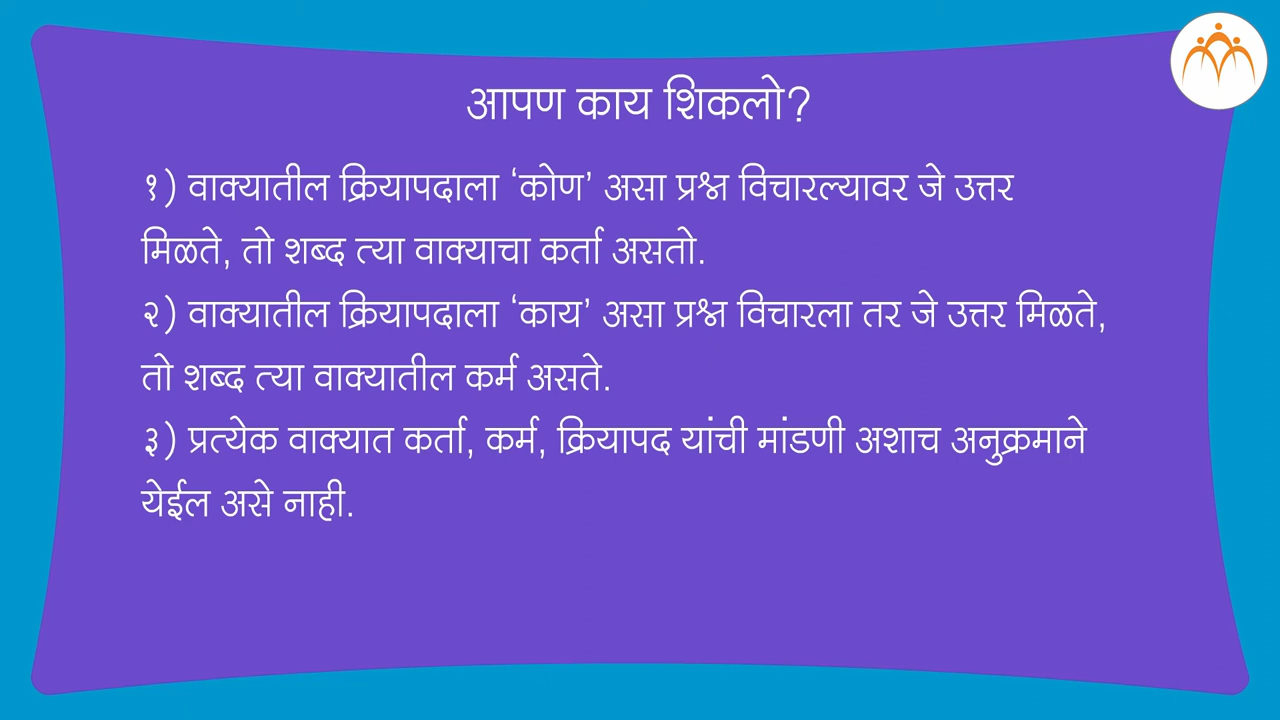 आपण काय शिकलो?
१) वाक्यातील क्रियापदाला ‘कोण’ असा प्रश्न विचारल्यावर जे उत्तर
मिळते, तो शब्द त्या वाक्याचा कर्ता असतो.
२) वाक्यातील क्रियापदाला ‘काय’ असा प्रश्न विचारला तर जे उत्तर मिळते,
तो शब्द त्या वाक्यातील कर्म असते.
३) प्रत्येक वाक्यात कर्ता, कर्म, क्रियापद यांची मांडणी अशाच अनुक्रमाने
येईल असे नाही.